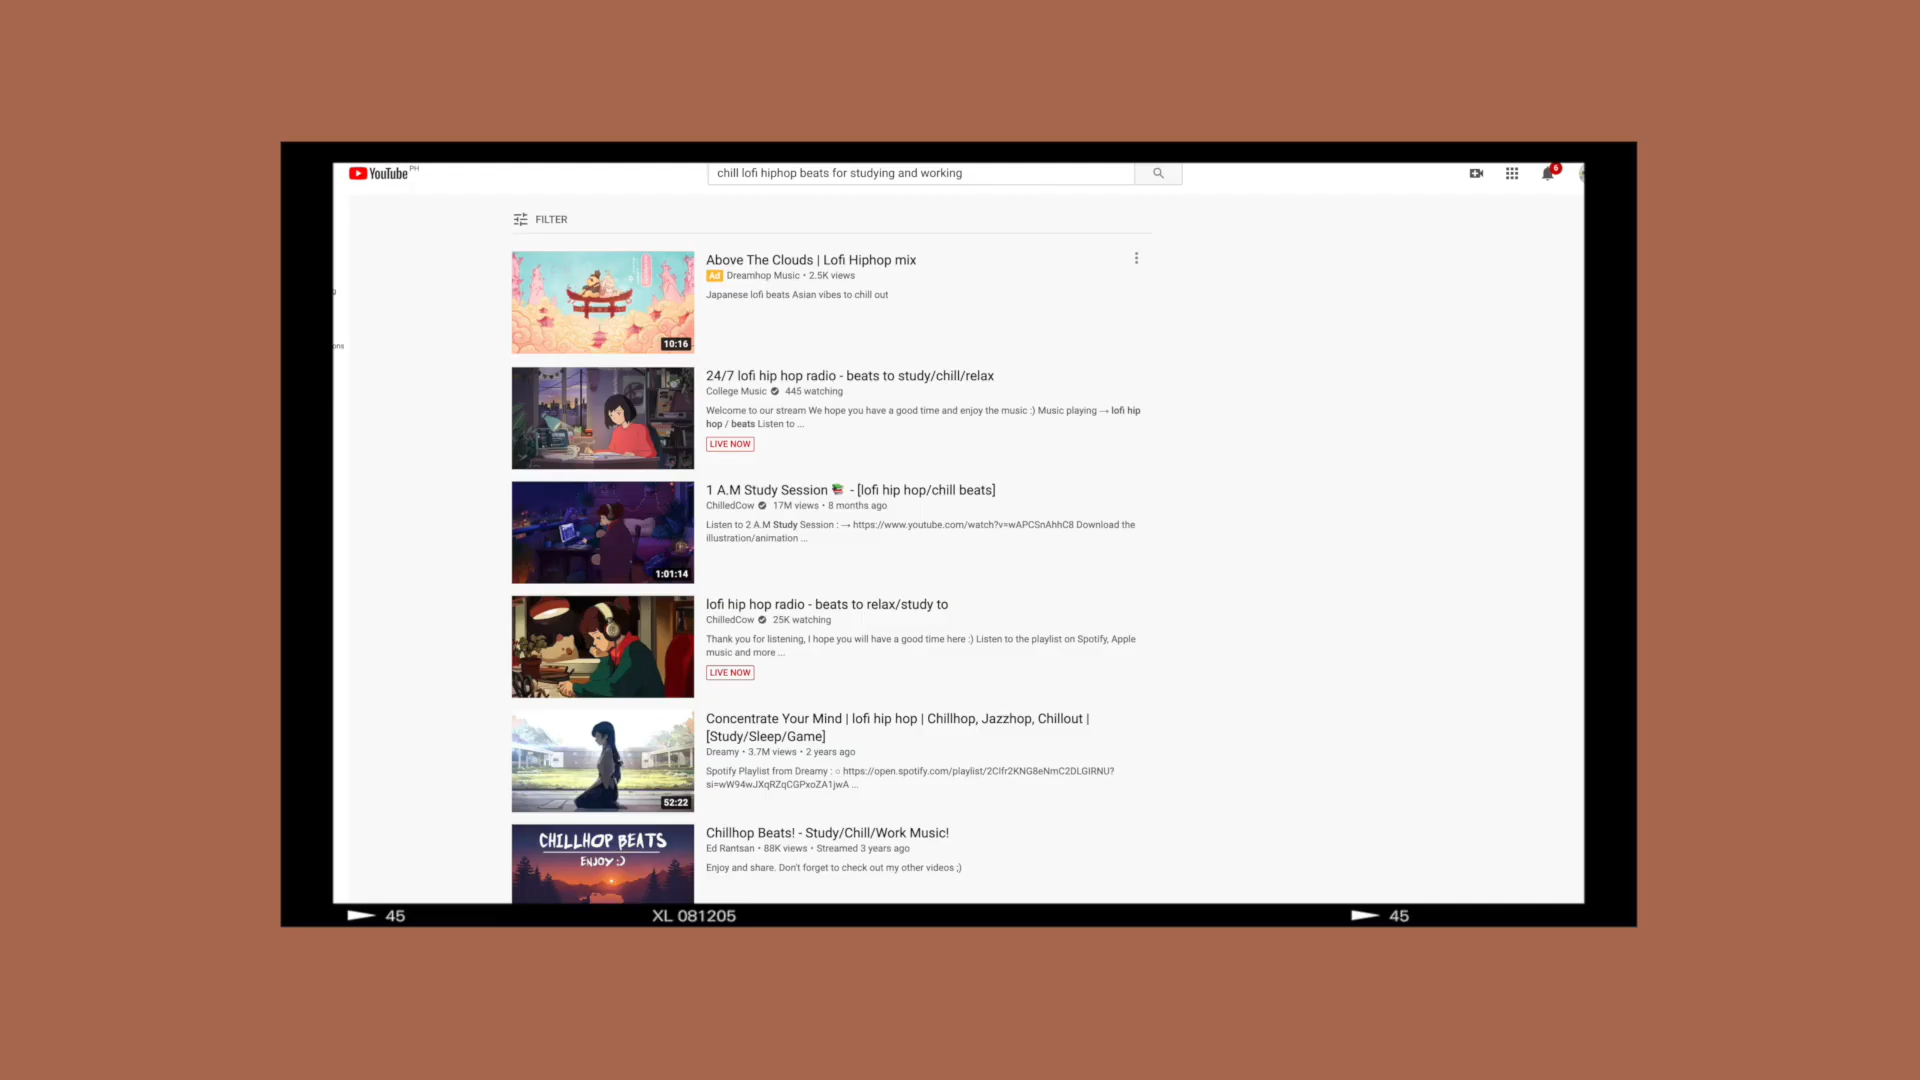 YouTube PH
chill lofi hiphop beats for studying and working
6
FILTER
Above The Clouds | Lofi Hiphop mix
Ad Dreamhop Music • 2.5K views
Japanese lofi beats Asian vibes to chill out
10:16
ons
24/7 lofi hip hop radio - beats to study/chill/relax
College Music 445 watching
Welcome to our stream We hope you have a good time and enjoy the music :) Music playing → lofi hip
hop / beats Listen to ...
LIVE NOW
1 A.M Study Session 📚 - [lofi hip hop/chill beats]
ChilledCow 17M views • 8 months ago
Listen to 2 A.M Study Session : → https://www.youtube.com/watch?v=wAPCSnAhhC8 Download the
illustration/animation ...
1:01:14
lofi hip hop radio - beats to relax/study to
ChilledCow 25K watching
Thank you for listening, I hope you will have a good time here :) Listen to the playlist on Spotify, Apple
music and more ...
LIVE NOW
Concentrate Your Mind | lofi hip hop | Chillhop, Jazzhop, Chillout |
[Study/Sleep/Game]
Dreamy • 3.7M views • 2 years ago
Spotify Playlist from Dreamy : ○ https://open.spotify.com/playlist/2CIfr2KNG8eNmC2DLGIRNU?
si=wW94wJXqRZqCGPxoZA1jwA ...
52:22
CHILLHOP BEATS
ENJOY :)
Chillhop Beats! - Study/Chill/Work Music!
Ed Rantsan • 88K views • Streamed 3 years ago
Enjoy and share. Don't forget to check out my other videos ;)
45 XL 081205 45